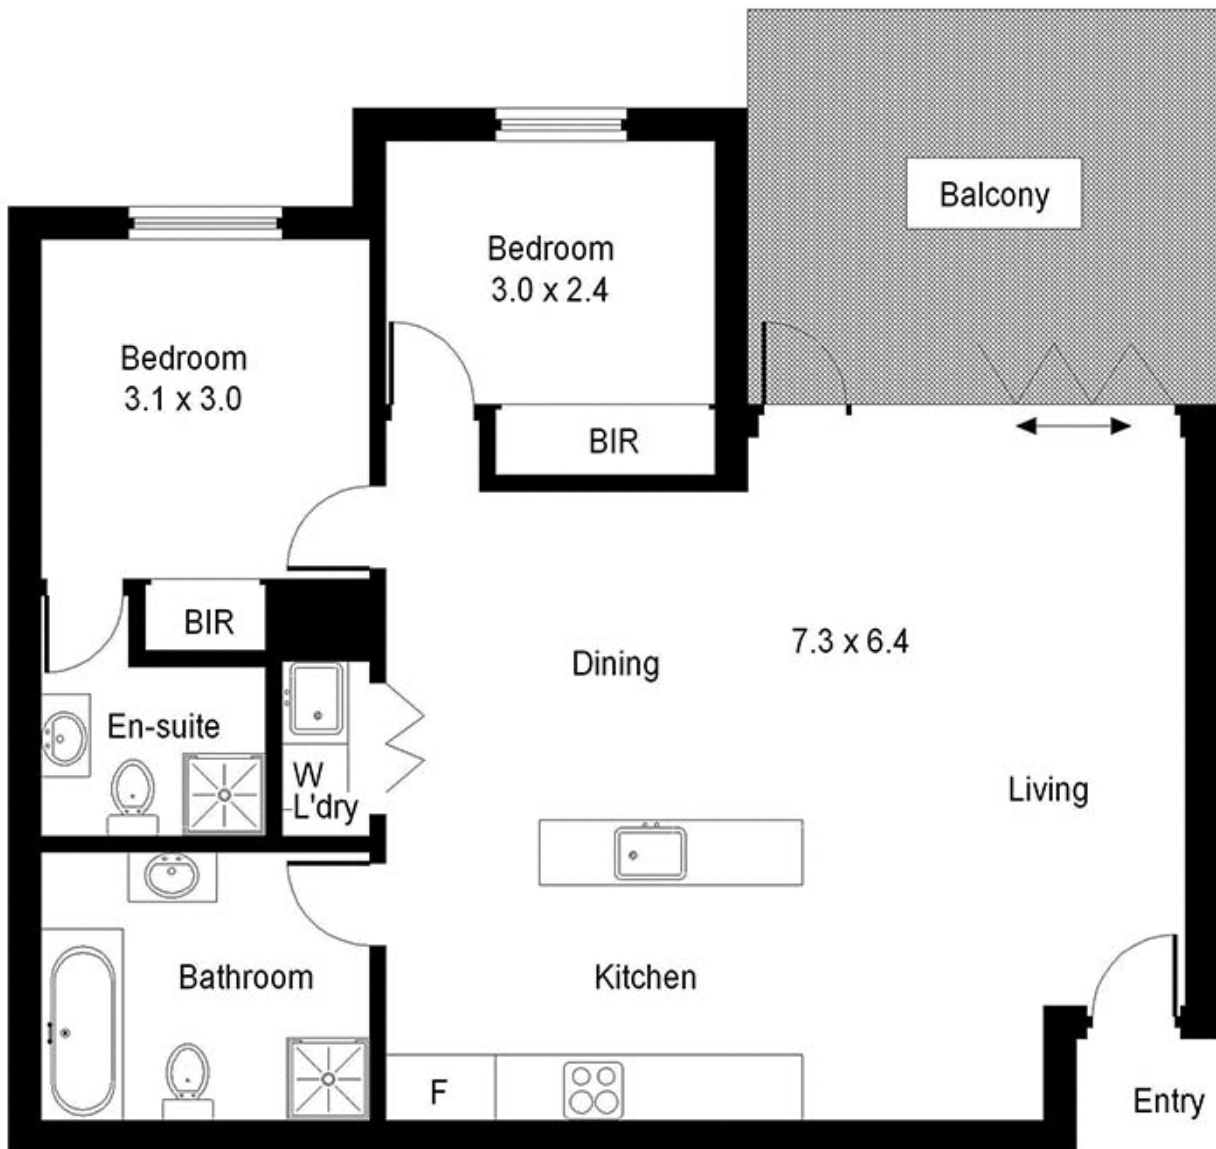 Balcony
Bedroom
3.0 x 2.4
Bedroom
3.1 x 3.0
BIR
BIR
Dining
7.3 x 6.4
En-suite
W
L'dry
Living
Bathroom
Kitchen
F
Entry